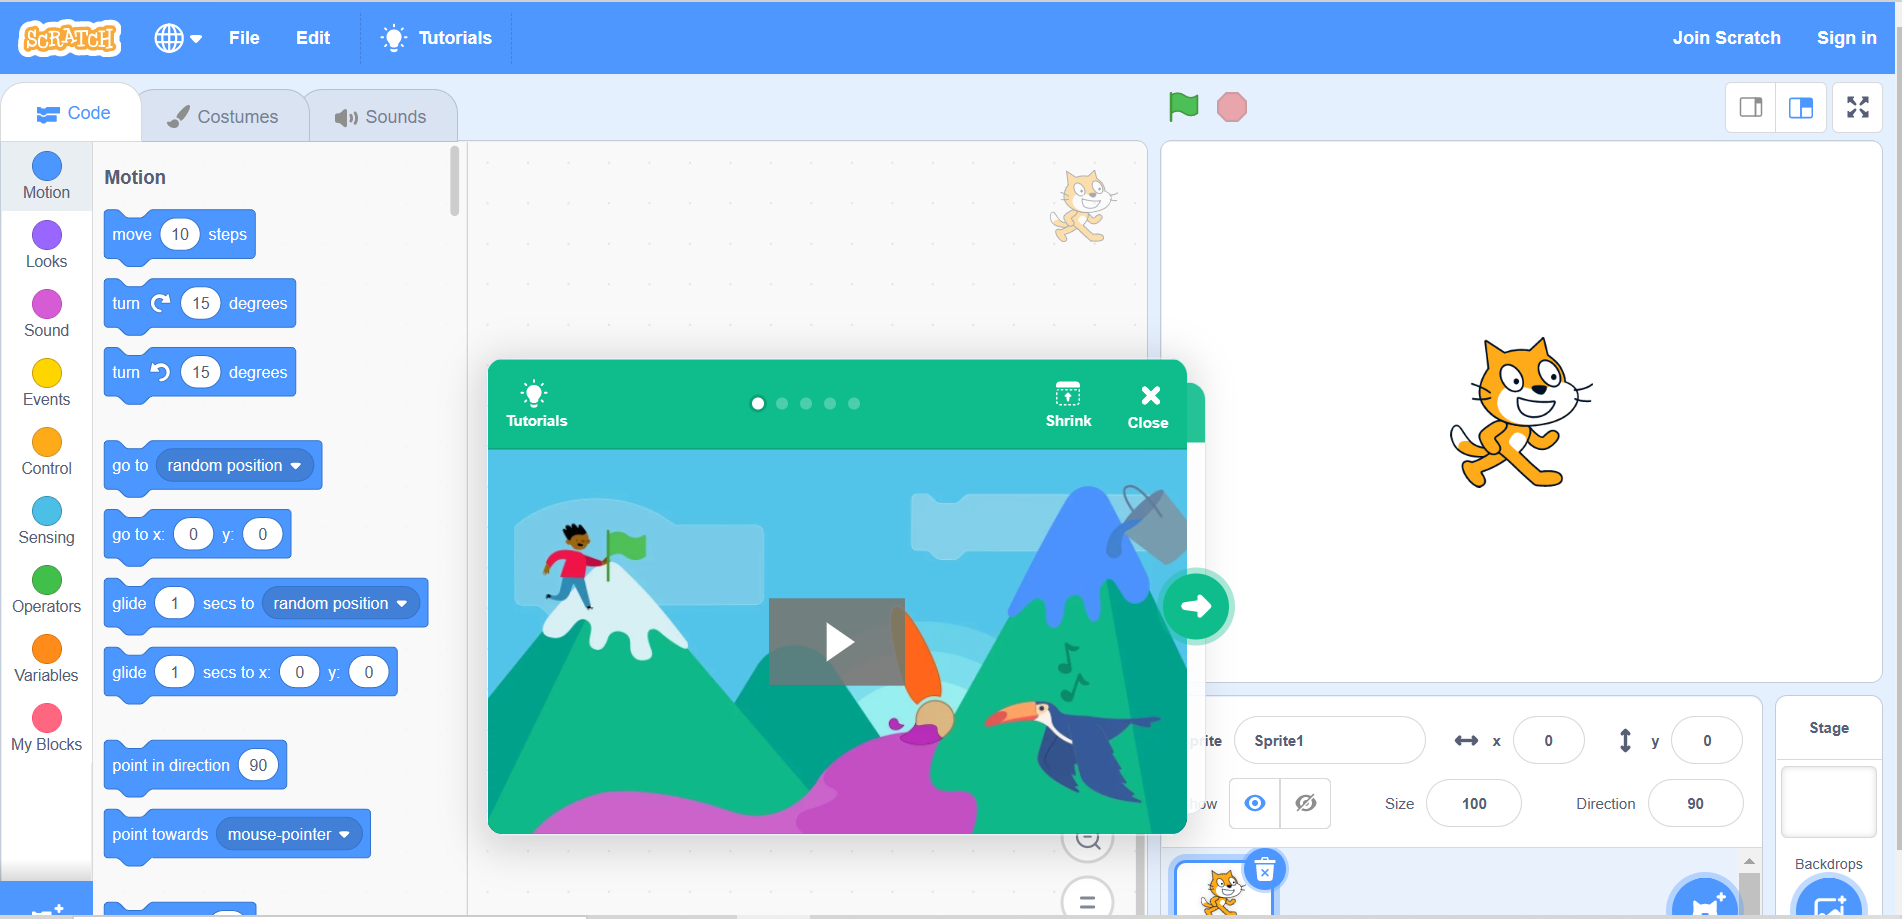 SCRATCH
File
Edit
Tutorials
Join Scratch
Sign in
Code
Costumes
Sounds
Motion
Looks
Sound
Events
Control
Sensing
Operators
Variables
My Blocks
Motion
move 10 steps
turn 15 degrees
turn 15 degrees
go to random position
go to x: 0 y: 0
glide 1 secs to random position
glide 1 secs to x: 0 y: 0
point in direction 90
point towards mouse-pointer
Tutorials
Shrink
Close
rite Sprite1 x 0 y 0
ow Size 100 Direction 90
Stage
Backdrops